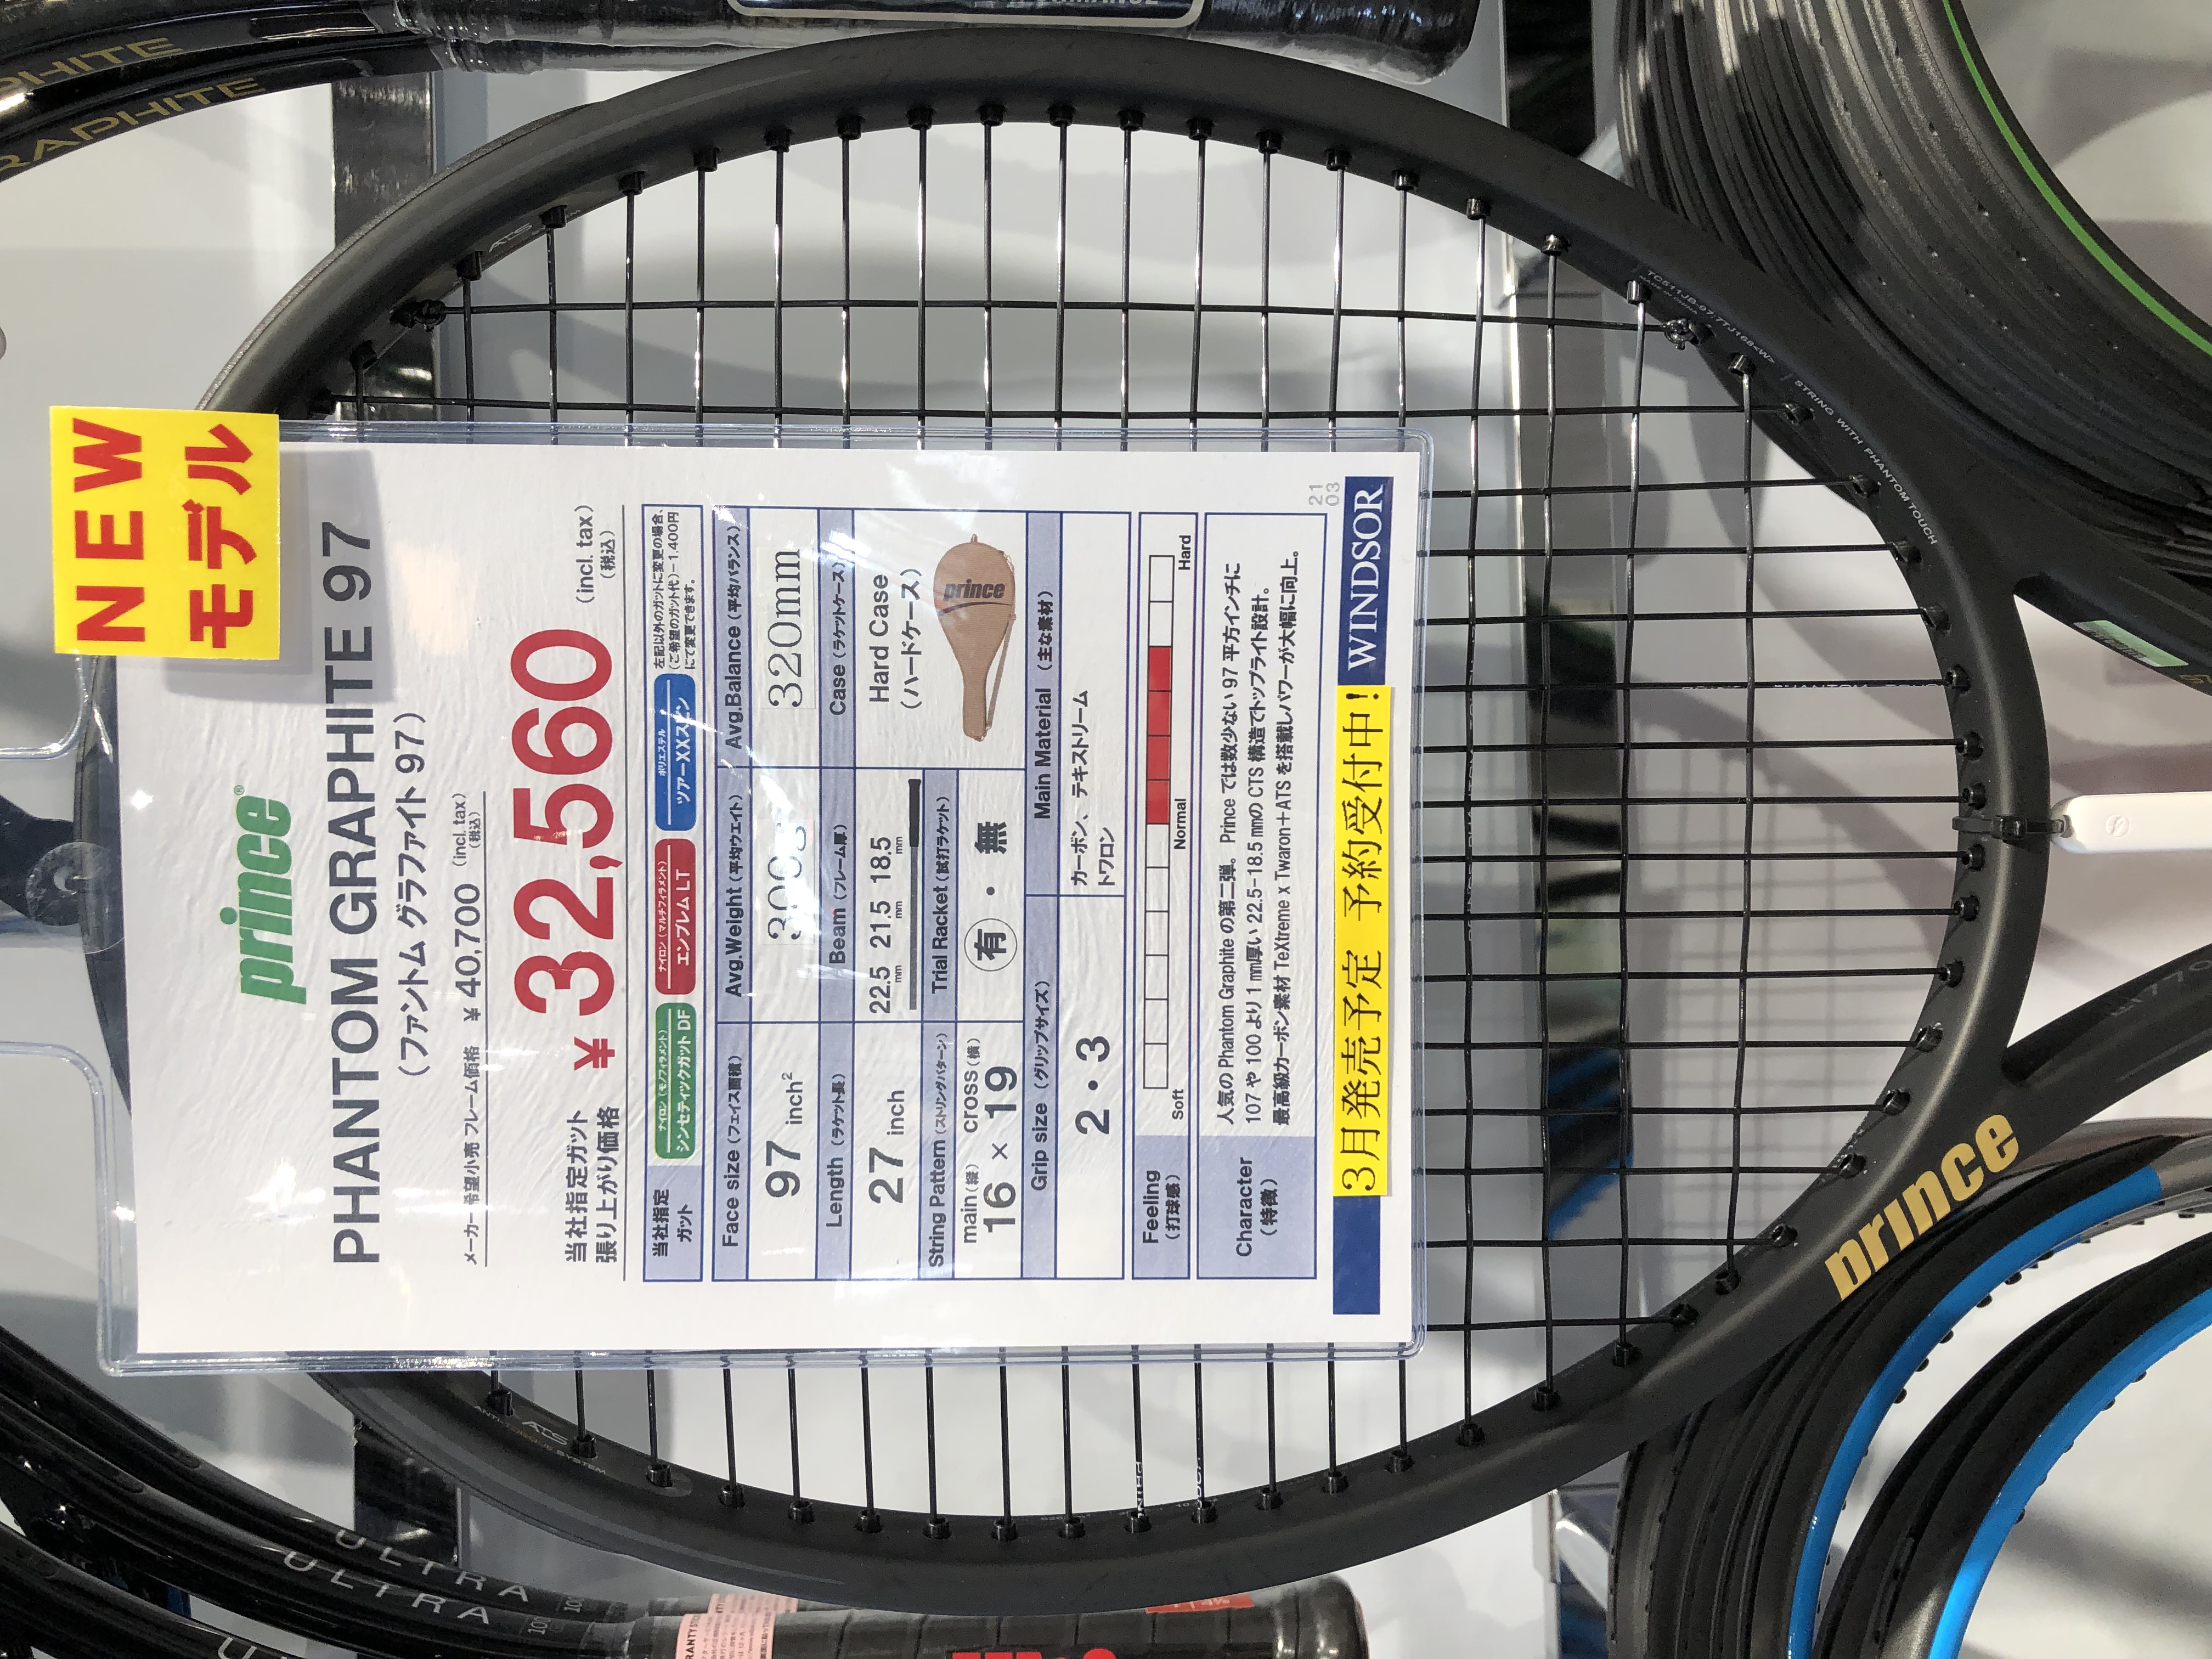 NEW
モデル
prince
PHANTOM GRAPHITE 97
（ファントム グラファイト 97）
メーカー希望小売 フレーム価格 ¥ 40,700 (incl. tax) (税込)
当社指定ガット
張り上がり価格
¥ 32,560 (incl. tax) (税込)
当社指定
ガット
ナイロン（モノフィラメント）
シンセティックガット DF
ナイロン（マルチフィラメント）
エンブレム LT
ポリエステル
ツアーXXスピン
左記以外のガットに変更の場合、
（ご希望のガット代）－1,400円
にて変更できます。
Face size (フェイス面積)
97 inch²
Avg.Weight (平均ウエイト)
Avg.Balance (平均バランス)
320mm
Length (ラケット長)
27 inch
Beam (フレーム厚)
22.5 mm 21.5 mm 18.5 mm
Case (ラケットケース)
Hard Case
（ハードケース）
prince
String Pattern (ストリングパターン)
main(縦) cross(横)
16 × 19
Trial Racket (試打ラケット)
有・無
Grip size (グリップサイズ)
2・3
Main Material (主な素材)
カーボン、テキストリーム
トワロン
Feeling
(打球感)
Soft Normal Hard
Character
(特徴)
人気の Phantom Graphite の第二弾。 Prince では数少ない 97 平方インチに
107 や 100 より 1 mm厚い 22.5-18.5 mmの CTS 構造でトップライト設計。
最高級カーボン素材 TeXtreme x Twaron＋ATS を搭載しパワーが大幅に向上。
21
03
3月発売予定 予約受付中！
WINDSOR
prince
STRING WITH PHANTOM TOUCH
ATS
ATS
GRAPHITE
ULTRA
ULTRA